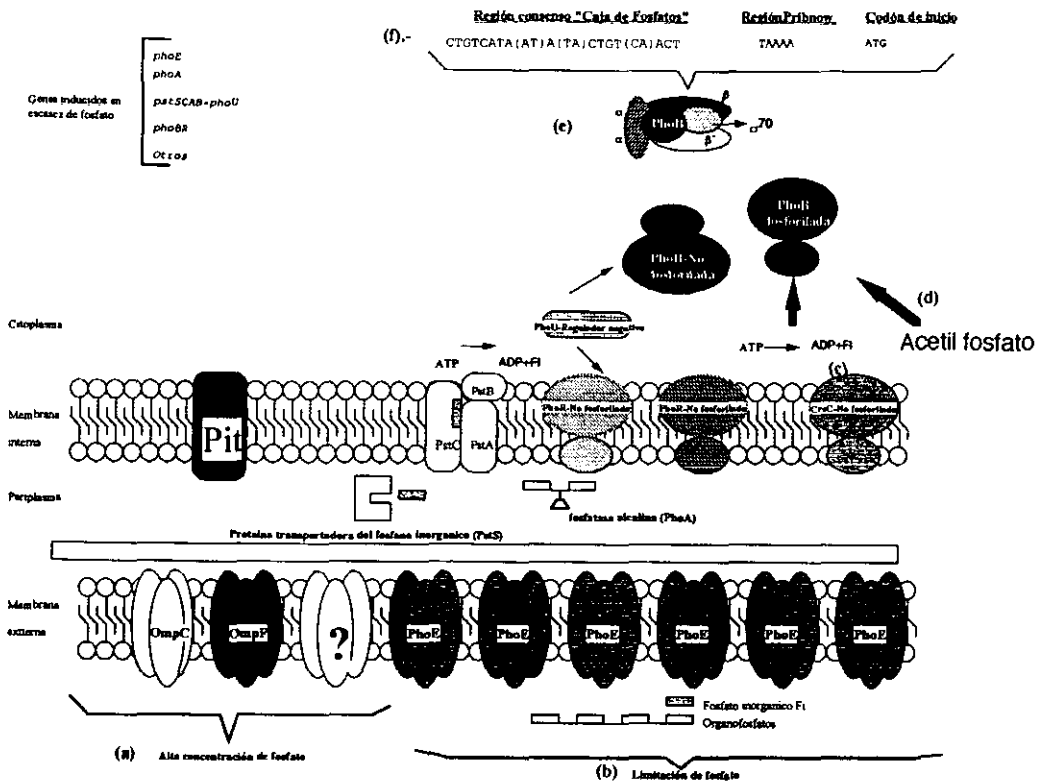 Región consenso "Caja de Fosfatos" Región Pribnow Codón de inicio
(f).- CTGTCATA(AT)A(TA)CTGT(CA)ACT TAAAA ATG
phoE
phoA
Genes inducidos en escasez de fosfato
pstSCAB-phoU
phoBR
Otros
(e)
α
α
PhoB
β
β'
σ70
PhoB
fosforilada
PhoB-No
fosforilada
(d)
Acetil fosfato
Citoplasma
PhoU-Regulador negativo
ATP ADP+Fi
ATP ADP+Fi
(c)
Membrana
interna
Pit
PstB
PstC
PstA
PhoR-No fosforilada
PhoR-No fosforilada
CreC-No fosforilada
Periplasma
fosfatasa alcalina (PhoA)
Proteína transportadora del fosfato inorgánico (PstS)
Membrana
externa
OmpC
OmpF
?
PhoE
PhoE
PhoE
PhoE
PhoE
PhoE
Fosfato inorganico Fi
Organofosfatos
(a) Alta concentración de fosfato
(b) Limitación de fosfato